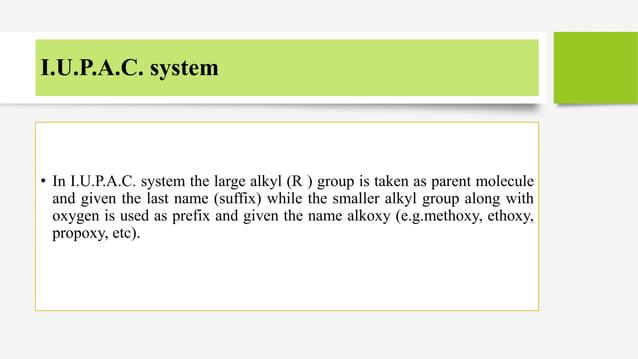 I.U.P.A.C. system
• In I.U.P.A.C. system the large alkyl (R ) group is taken as parent molecule
and given the last name (suffix) while the smaller alkyl group along with
oxygen is used as prefix and given the name alkoxy (e.g.methoxy, ethoxy,
propoxy, etc).